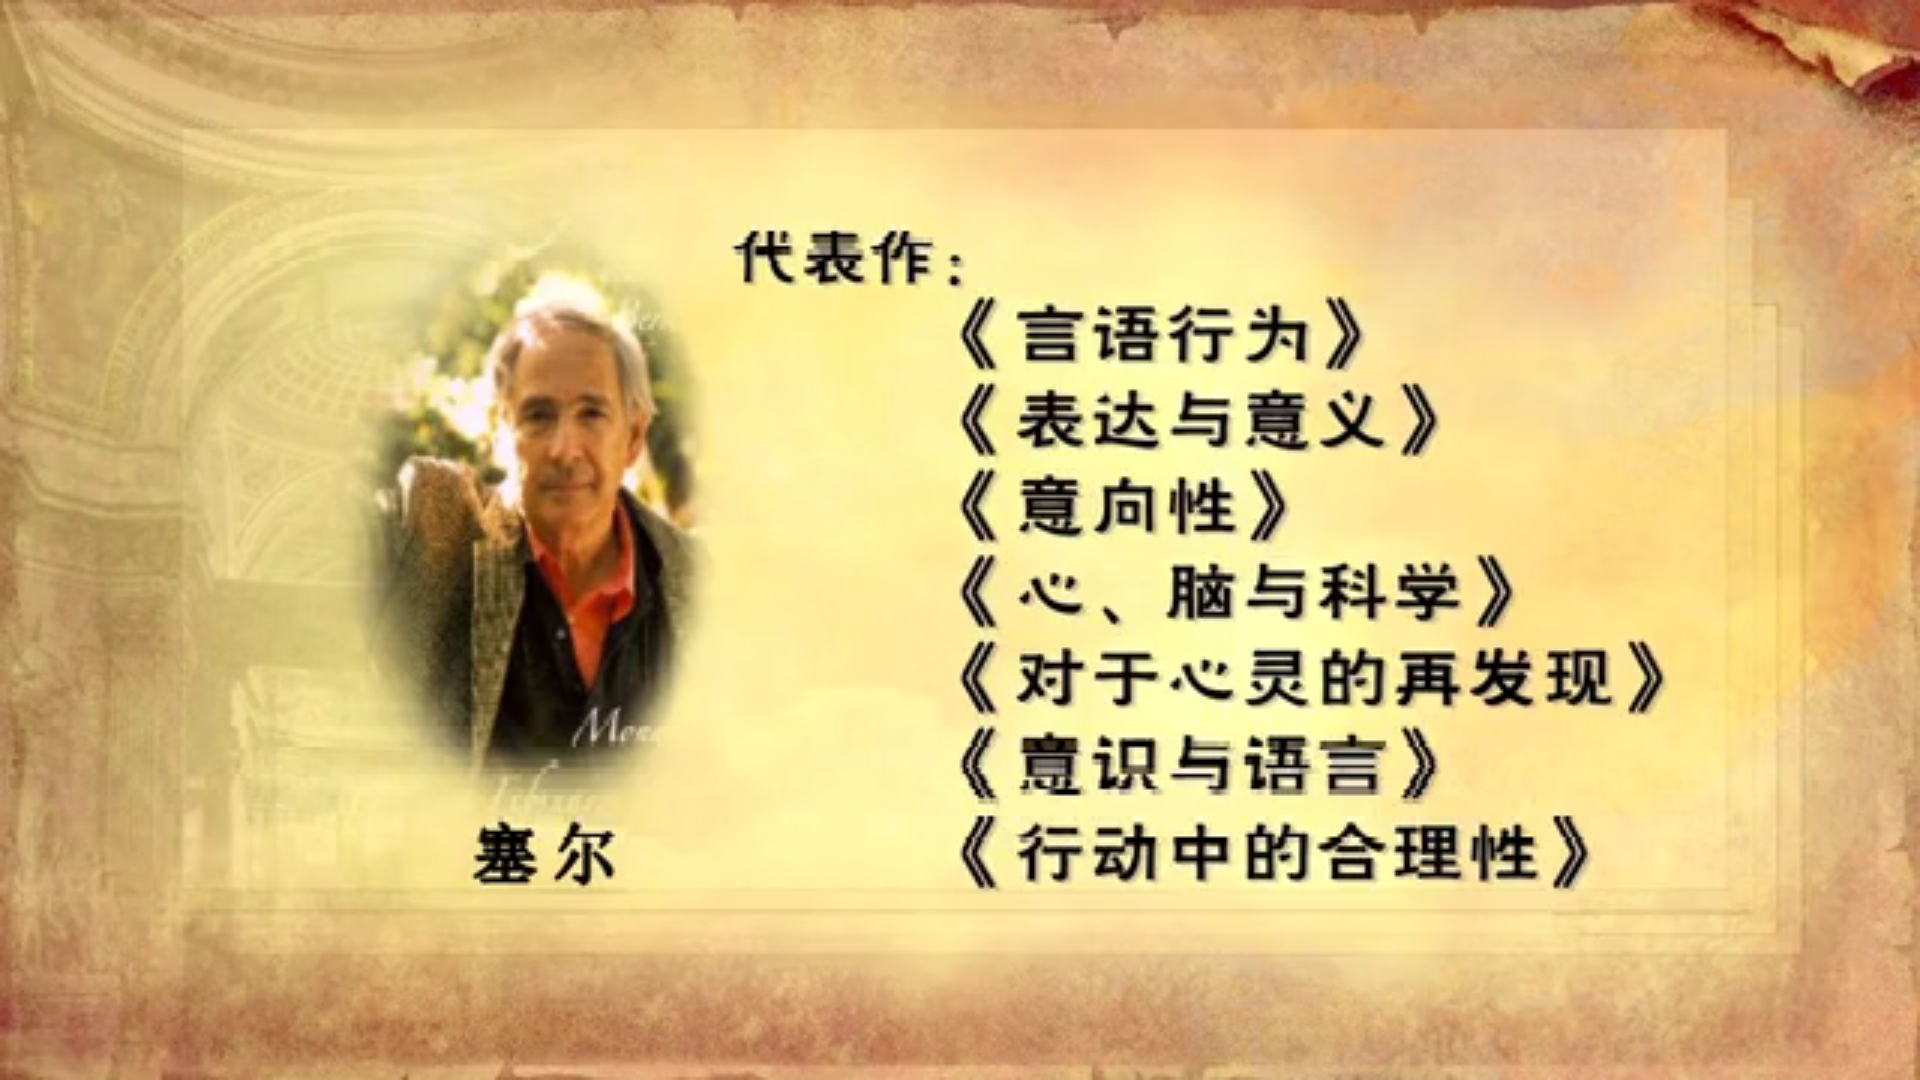 代表作：
《言语行为》
《表达与意义》
《意向性》
《心、脑与科学》
《对于心灵的再发现》
《意识与语言》
《行动中的合理性》
塞尔